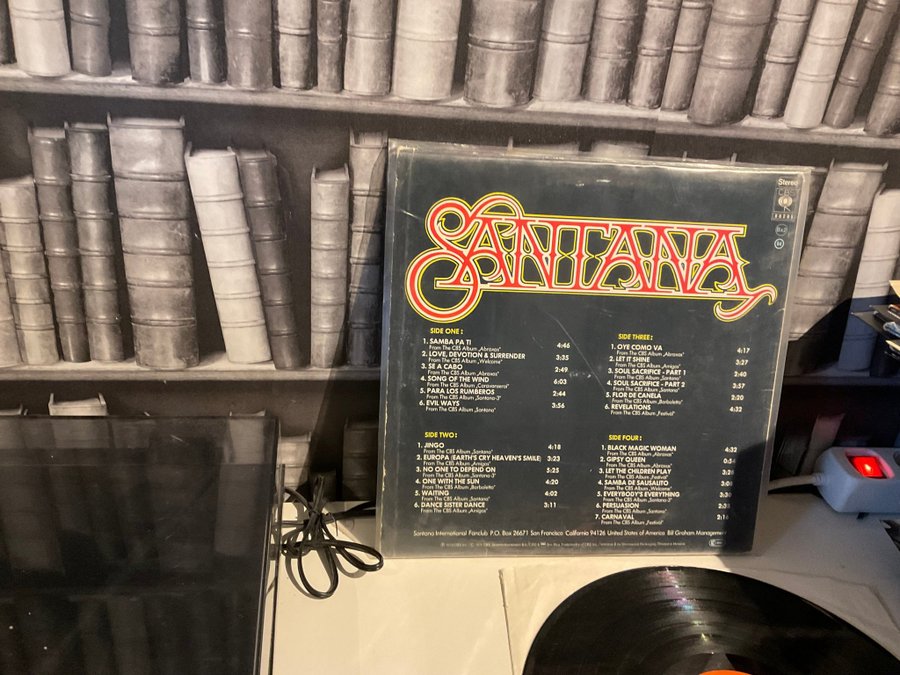 Stereo
CBS
SANTANA
SIDE ONE:
1. SAMBA PA TI 4:46
From The CBS Album „Abraxas"
2. LOVE, DEVOTION & SURRENDER 3:35
From The CBS Album „Welcome"
3. SE A CABO 2:49
From The CBS Album „Abraxas"
4. SONG OF THE WIND 6:03
From The CBS Album „Caravanserai"
5. PARA LOS RUMBEROS 2:44
From The CBS Album „Santana-3"
6. EVIL WAYS 3:56
From The CBS Album „Santana"
SIDE TWO:
1. JINGO 4:18
From The CBS Album „Santana"
2. EUROPA (EARTH'S CRY HEAVEN'S SMILE) 3:23
From The CBS Album „Amigos"
3. NO ONE TO DEPEND ON 5:25
From The CBS Album „Santana-3"
4. ONE WITH THE SUN 4:20
From The CBS Album „Borboletta"
5. WAITING 4:02
From The CBS Album „Santana"
6. DANCE SISTER DANCE 3:11
From The CBS Album „Amigos"
SIDE THREE:
1. OYE COMO VA 4:17
From The CBS Album „Abraxas"
2. LET IT SHINE 3:27
From The CBS Album „Amigos"
3. SOUL SACRIFICE - PART 1 2:40
From The CBS Album „Santana"
4. SOUL SACRIFICE - PART 2 3:57
From The CBS Album „Santana"
5. FLOR DE CANELA 2:20
From The CBS Album „Borboletta"
6. REVELATIONS 4:32
From The CBS Album „Festival"
SIDE FOUR:
1. BLACK MAGIC WOMAN 4:32
From The CBS Album „Abraxas
2. GIPSY QUEEN
From The CBS Album „Abraxas"
3. LET THE CHILDREN PLAY
From The CBS Album „Festival"
4. SAMBA DE SAUSALITO
From The CBS Album „Welcome
5. EVERYBODY'S EVERYTHING
From The CBS Album „Santana-3"
6. PERSUASION
From The CBS Album „Santana"
7. CARNAVAL
From The CBS Album „Festival"
Santana International Fanclub P.O. Box 26671 San Francisco California 94126 United States of America Bill Graham Management